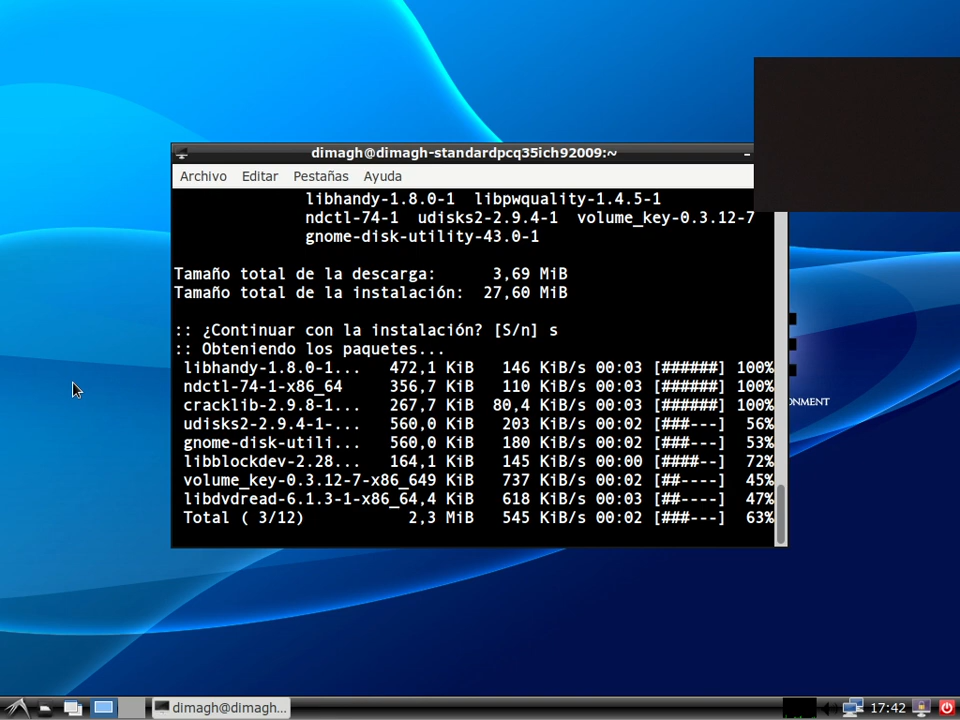 dimagh@dimagh-standardpcq35ich92009:~
Archivo Editar Pestañas Ayuda
libhandy-1.8.0-1 libpwquality-1.4.5-1
ndctl-74-1 udisks2-2.9.4-1 volume_key-0.3.12-7
gnome-disk-utility-43.0-1
Tamaño total de la descarga: 3,69 MiB
Tamaño total de la instalación: 27,60 MiB
:: ¿Continuar con la instalación? [S/n] s
:: Obteniendo los paquetes...
libhandy-1.8.0-1... 472,1 KiB 146 KiB/s 00:03 [######] 100%
ndctl-74-1-x86_64 356,7 KiB 110 KiB/s 00:03 [######] 100%
cracklib-2.9.8-1... 267,7 KiB 80,4 KiB/s 00:03 [######] 100%
udisks2-2.9.4-1-... 560,0 KiB 203 KiB/s 00:02 [###---] 56%
gnome-disk-utili... 560,0 KiB 180 KiB/s 00:02 [###---] 53%
libblockdev-2.28... 164,1 KiB 145 KiB/s 00:00 [####--] 72%
volume_key-0.3.12-7-x86_649 KiB 737 KiB/s 00:02 [##----] 45%
libdvdread-6.1.3-1-x86_64,4 KiB 618 KiB/s 00:02 [##----] 47%
Total ( 3/12) 2,3 MiB 545 KiB/s 00:02 [###---] 63%
ONMENT
dimagh@dimagh... 17:42